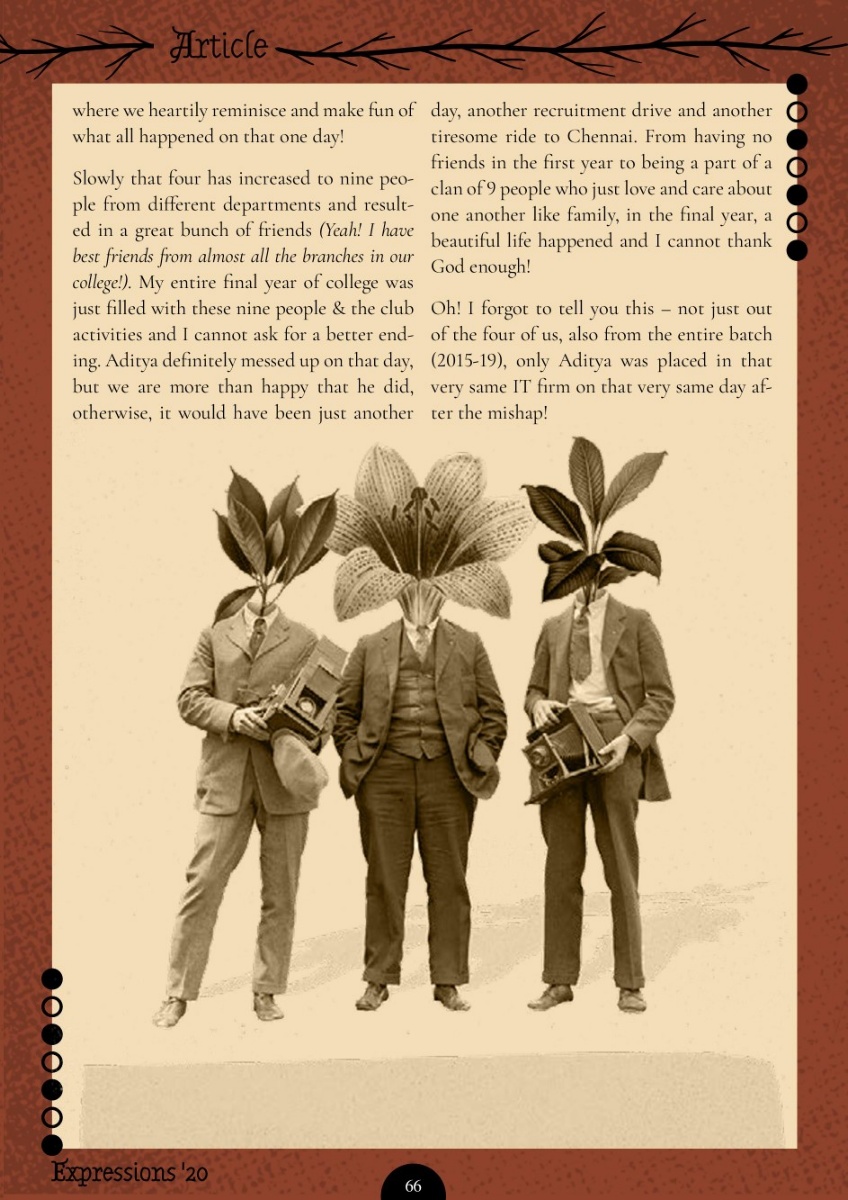 Article
where we heartily reminisce and make fun of
what all happened on that one day!
Slowly that four has increased to nine peo-
ple from different departments and result-
ed in a great bunch of friends (Yeah! I have
best friends from almost all the branches in our
college!). My entire final year of college was
just filled with these nine people & the club
activities and I cannot ask for a better end-
ing. Aditya definitely messed up on that day,
but we are more than happy that he did,
otherwise, it would have been just another
day, another recruitment drive and another
tiresome ride to Chennai. From having no
friends in the first year to being a part of a
clan of 9 people who just love and care about
one another like family, in the final year, a
beautiful life happened and I cannot thank
God enough!
Oh! I forgot to tell you this – not just out
of the four of us, also from the entire batch
(2015-19), only Aditya was placed in that
very same IT firm on that very same day af-
ter the mishap!
Expressions '20
66